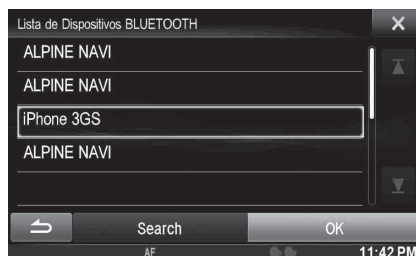 Lista de Dispositivos BLUETOOTH
ALPINE NAVI
ALPINE NAVI
iPhone 3GS
ALPINE NAVI
Search OK
AF 11:42 PM